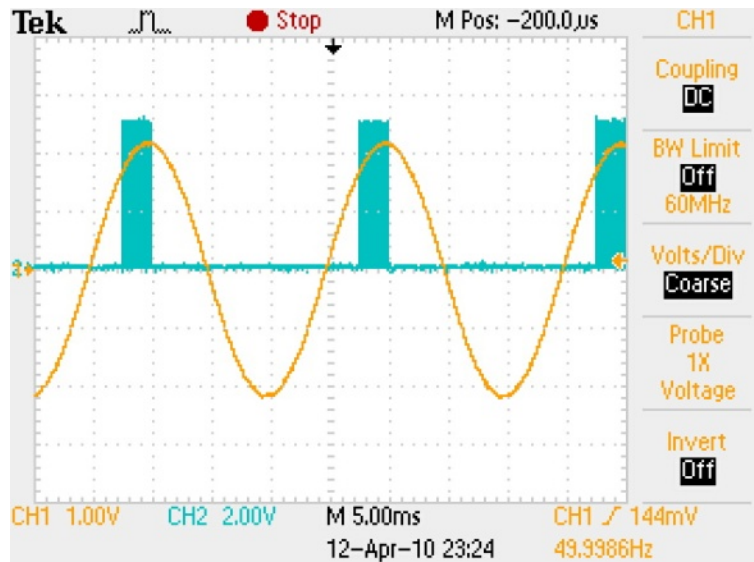 Tek Stop M Pos: -200.0µs CH1
Coupling
DC
BW Limit
Off
60MHz
Volts/Div
Coarse
Probe
1X
Voltage
Invert
Off
CH1 1.00V CH2 2.00V M 5.00ms CH1 144mV
12-Apr-10 23:24 49.9986Hz